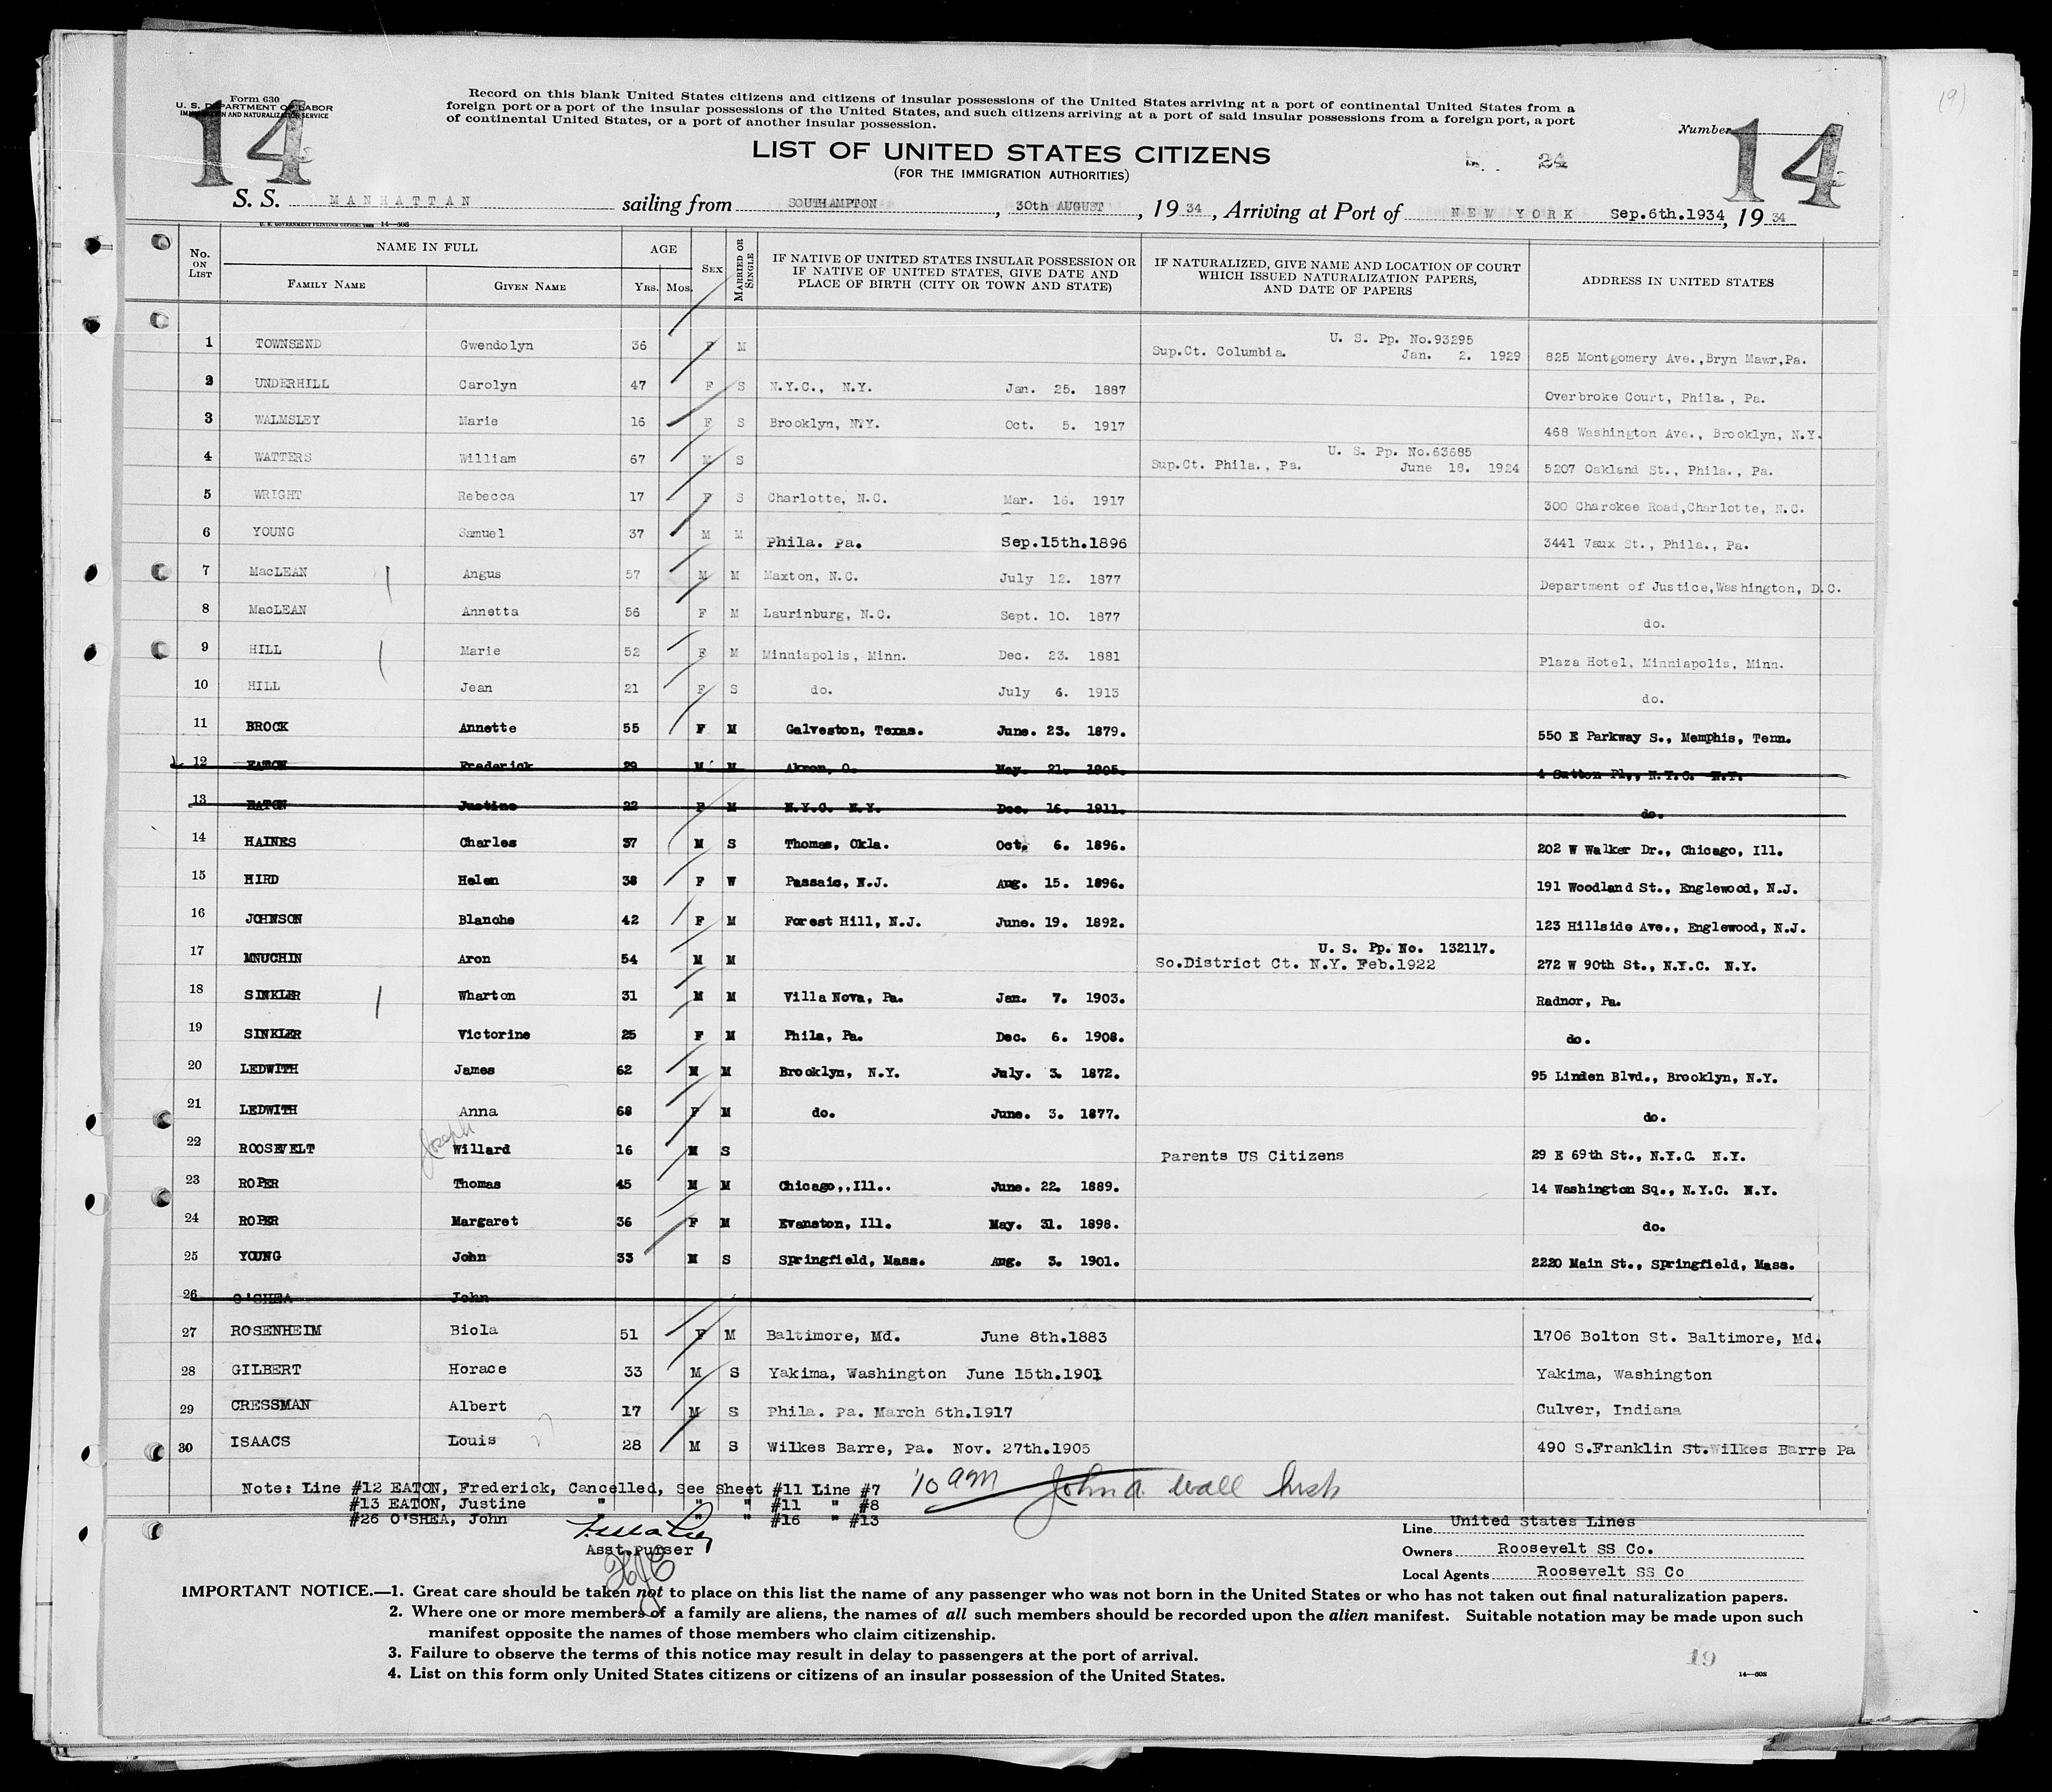 (9)
Form 630
U. S. DEPARTMENT OF LABOR
IMMIGRATION AND NATURALIZATION SERVICE
14
Record on this blank United States citizens and citizens of insular possessions of the United States arriving at a port of continental United States from a
foreign port or a port of the insular possessions of the United States, and such citizens arriving at a port of said insular possessions from a foreign port, a port
of continental United States, or a port of another insular possession.
Number
14
LIST OF UNITED STATES CITIZENS
24
(FOR THE IMMIGRATION AUTHORITIES)
S. S. MANHATTAN sailing from SOUTHAMPTON, 30th AUGUST, 19 34, Arriving at Port of NEW YORK Sep.6th.1934, 19 34
U. S. GOVERNMENT PRINTING OFFICE: 14—508
No. ON LIST NAME IN FULL FAMILY NAME GIVEN NAME AGE YRS. MOS. SEX MARRIED OR SINGLE IF NATIVE OF UNITED STATES INSULAR POSSESSION OR IF NATIVE OF UNITED STATES, GIVE DATE AND PLACE OF BIRTH (CITY OR TOWN AND STATE) IF NATURALIZED, GIVE NAME AND LOCATION OF COURT WHICH ISSUED NATURALIZATION PAPERS, AND DATE OF PAPERS ADDRESS IN UNITED STATES
1 TOWNSEND Gwendolyn 36 F M U. S. Pp. No.93295 Sup.Ct. Columbia. Jan. 2. 1929 825 Montgomery Ave.,Bryn Mawr,Pa.
2 UNDERHILL Carolyn 47 F S N.Y.C., N.Y. Jan. 25. 1887 Overbroke Court, Phila., Pa.
3 WALMSLEY Marie 16 F S Brooklyn, N.Y. Oct. 5. 1917 468 Washington Ave., Brooklyn, N.Y.
4 WATTERS William 67 M S U. S. Pp. No.63685 Sup.Ct. Phila., Pa. June 18. 1924 5207 Oakland St., Phila., Pa.
5 WRIGHT Rebecca 17 F S Charlotte, N.C. Mar. 16. 1917 300 Charokee Road,Charlotte, N.C.
6 YOUNG Samuel 37 M M Phila. Pa. Sep.15th.1896 3441 Vaux St., Phila., Pa.
7 MacLEAN Angus 57 M M Maxton, N.C. July 12. 1877 Department of Justice,Washington, D.C.
8 MacLEAN Annetta 56 F M Laurinburg, N.C. Sept. 10. 1877 do.
9 HILL Marie 52 F M Minniapolis, Minn. Dec. 23. 1881 Plaza Hotel, Minniapolis, Minn.
10 HILL Jean 21 F S do. July 6. 1913 do.
11 BROCK Annette 55 F M Galveston, Texas. June. 23. 1879. 550 E Parkway S., Memphis, Tenn.
12 EATON Frederick 29 M M Akron, O. May. 21. 1905. 4 Sutton Pl., N.Y.C. N.Y.
13 EATON Justine 22 F M N.Y.C. N.Y. Dec. 16. 1911. do.
14 HAINES Charles 37 M S Thomas, Okla. Oct. 6. 1896. 202 W Walker Dr., Chicago, Ill.
15 HIRD Helen 38 F W Passaic, N.J. Aug. 15. 1896. 191 Woodland St., Englewood, N.J.
16 JOHNSON Blanche 42 F M Forest Hill, N.J. June. 19. 1892. 123 Hillside Ave., Englewood, N.J.
17 MNUCHIN Aron 54 M M U. S. Pp. No. 132117. So.District Ct. N.Y. Feb.1922 272 W 90th St., N.Y.C. N.Y.
18 SINKLER Wharton 31 M M Villa Nova, Pa. Jan. 7. 1903. Radnor, Pa.
19 SINKLER Victorine 25 F M Phila, Pa. Dec. 6. 1908. do.
20 LEDWITH James 62 M M Brooklyn, N.Y. July. 3. 1872. 95 Linden Blvd., Brooklyn, N.Y.
21 LEDWITH Anna 68 F M do. June. 3. 1877. do.
22 ROOSEVELT Joseph Willard 16 M S Parents US Citizens 29 E 69th St., N.Y.C. N.Y.
23 ROPER Thomas 45 M M Chicago,,Ill.. June. 22. 1889. 14 Washington Sq., N.Y.C. N.Y.
24 ROPER Margaret 36 F M Evanston, Ill. May. 31. 1898. do.
25 YOUNG John 33 M S Springfield, Mass. Aug. 3. 1901. 2220 Main St., Springfield, Mass.
26 O'SHEA John
27 ROSENHEIM Biola 51 F M Baltimore, Md. June 8th.1883 1706 Bolton St. Baltimore, Md.
28 GILBERT Horace 33 M S Yakima, Washington June 15th.1901 Yakima, Washington
29 CRESSMAN Albert 17 M S Phila. Pa. March 6th.1917 Culver, Indiana
30 ISAACS Louis 28 M S Wilkes Barre, Pa. Nov. 27th.1905 490 S.Franklin St.Wilkes Barre Pa
Note: Line #12 EATON, Frederick, Cancelled, See Sheet #11 Line #7
#13 EATON, Justine " " " #11 " #8
#26 O'SHEA, John " " #16 " #13
10 am John A Wall Insp
Asst.Purser
Line United States Lines
Owners Roosevelt SS Co.
Local Agents Roosevelt SS Co
IMPORTANT NOTICE.—1. Great care should be taken not to place on this list the name of any passenger who was not born in the United States or who has not taken out final naturalization papers.
2. Where one or more members of a family are aliens, the names of all such members should be recorded upon the alien manifest. Suitable notation may be made upon such
manifest opposite the names of those members who claim citizenship.
3. Failure to observe the terms of this notice may result in delay to passengers at the port of arrival.
4. List on this form only United States citizens or citizens of an insular possession of the United States.
19
14—508